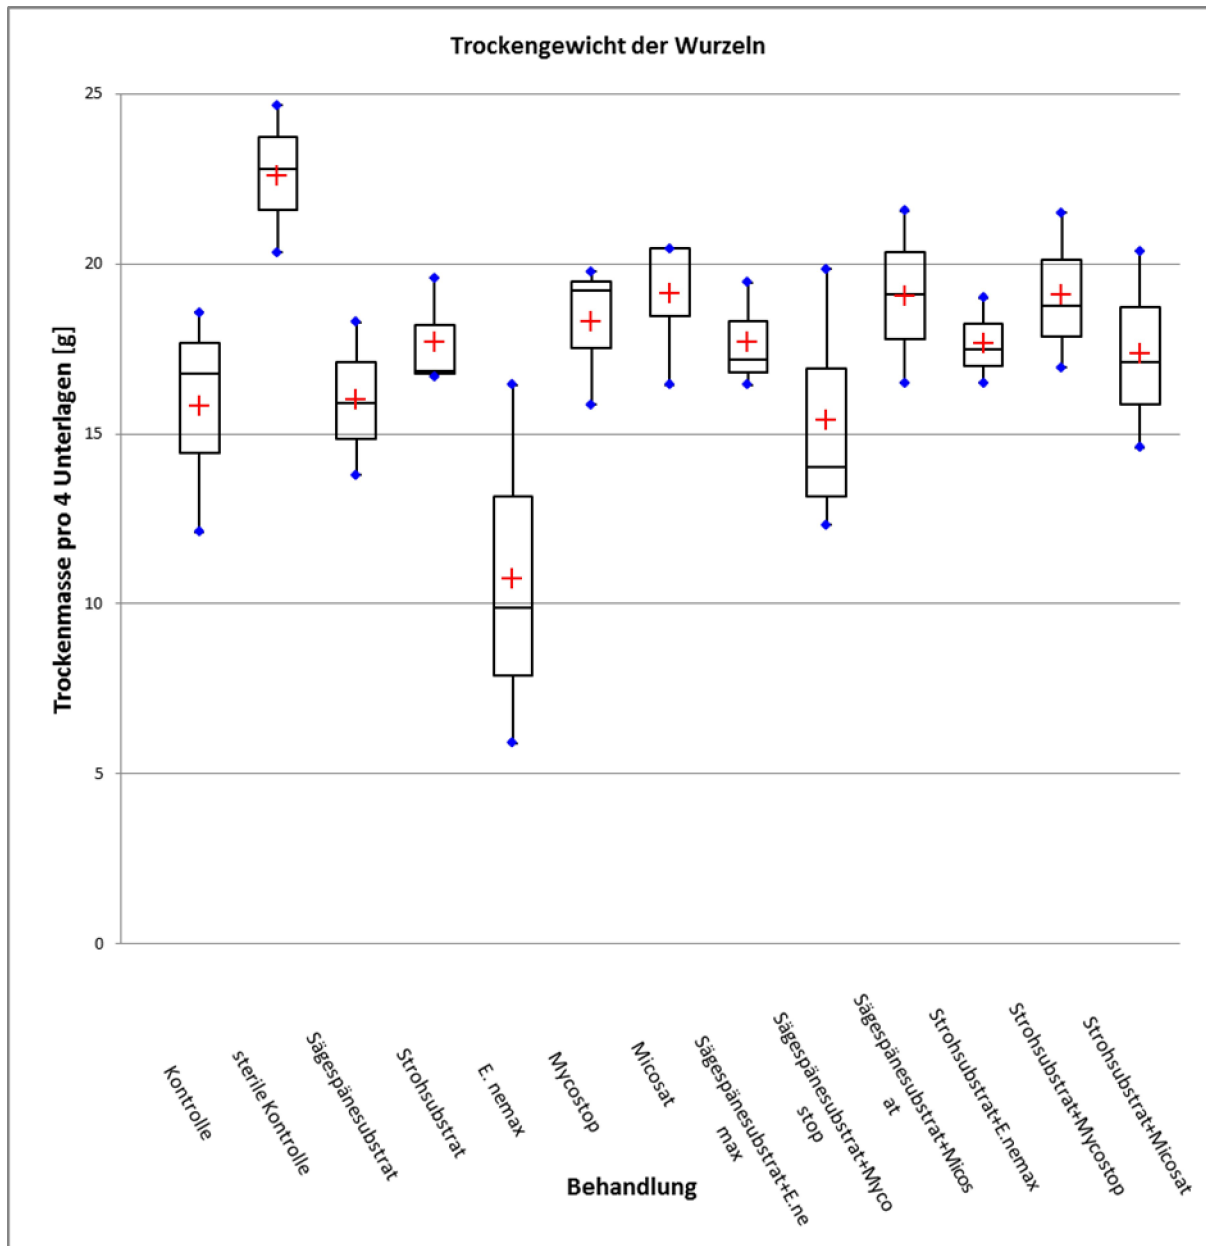 Trockengewicht der Wurzeln
Trockenmasse pro 4 Unterlagen [g]
25
20
15
10
5
0
Kontrolle
sterile Kontrolle
Sägespänesubstrat
Strohsubstrat
E. nemax
Mycostop
Micosat
Sägespänesubstrat+E.ne
max
Sägespänesubstrat+Myco
stop
Sägespänesubstrat+Micos
at
Strohsubstrat+E.nemax
Strohsubstrat+Mycostop
Strohsubstrat+Micosat
Behandlung